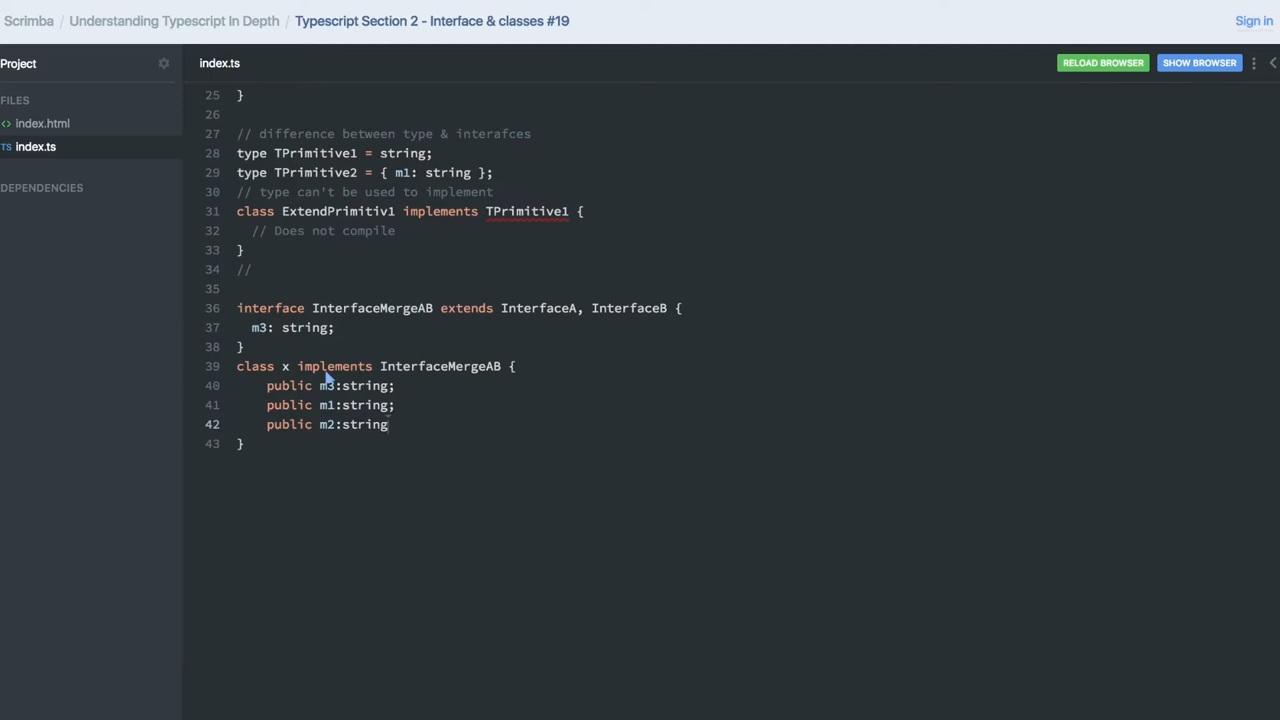 Scrimba / Understanding Typescript In Depth / Typescript Section 2 - Interface & classes #19
Sign in
Project
index.ts
RELOAD BROWSER
SHOW BROWSER
FILES
<> index.html
TS index.ts
DEPENDENCIES
25 }
26
27 // difference between type & interafces
28 type TPrimitive1 = string;
29 type TPrimitive2 = { m1: string };
30 // type can't be used to implement
31 class ExtendPrimitiv1 implements TPrimitive1 {
32   // Does not compile
33 }
34 //
35
36 interface InterfaceMergeAB extends InterfaceA, InterfaceB {
37   m3: string;
38 }
39 class x implements InterfaceMergeAB {
40     public m3:string;
41     public m1:string;
42     public m2:string
43 }